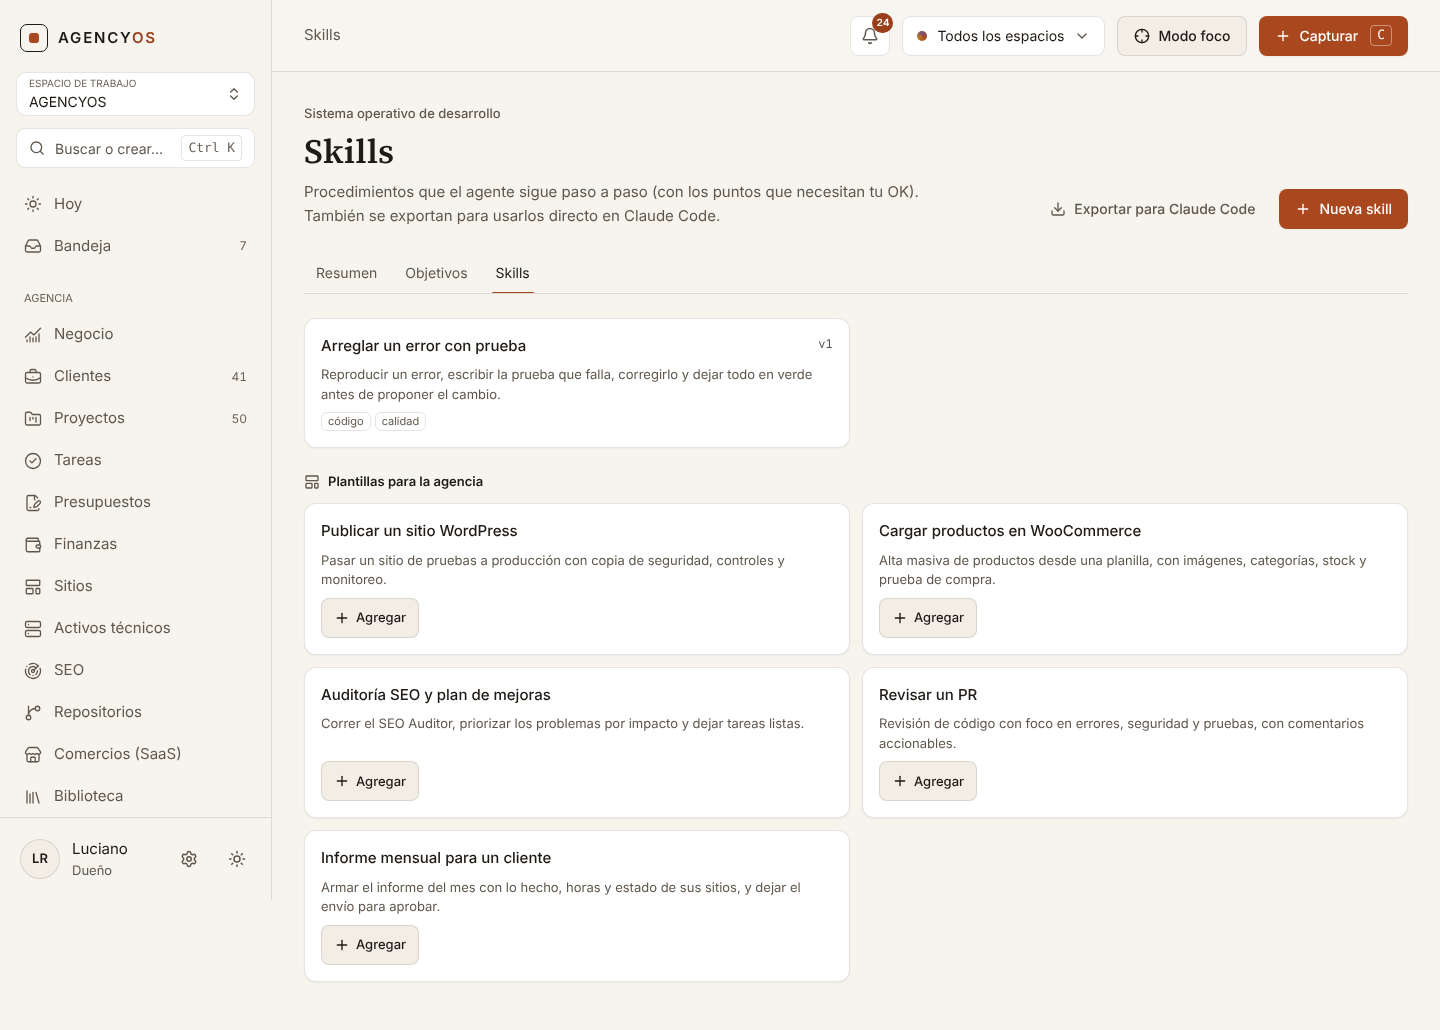 AGENCYOS
ESPACIO DE TRABAJO
AGENCYOS
Buscar o crear... Ctrl K
Hoy
Bandeja 7
AGENCIA
Negocio
Clientes 41
Proyectos 50
Tareas
Presupuestos
Finanzas
Sitios
Activos técnicos
SEO
Repositorios
Comercios (SaaS)
Biblioteca
LR
Luciano
Dueño
Skills
24
Todos los espacios
Modo foco
Capturar C
Sistema operativo de desarrollo
Skills
Procedimientos que el agente sigue paso a paso (con los puntos que necesitan tu OK).
También se exportan para usarlos directo en Claude Code.
Exportar para Claude Code
Nueva skill
Resumen Objetivos Skills
Arreglar un error con prueba v1
Reproducir un error, escribir la prueba que falla, corregirlo y dejar todo en verde
antes de proponer el cambio.
código calidad
Plantillas para la agencia
Publicar un sitio WordPress
Pasar un sitio de pruebas a producción con copia de seguridad, controles y
monitoreo.
Agregar
Cargar productos en WooCommerce
Alta masiva de productos desde una planilla, con imágenes, categorías, stock y
prueba de compra.
Agregar
Auditoría SEO y plan de mejoras
Correr el SEO Auditor, priorizar los problemas por impacto y dejar tareas listas.
Agregar
Revisar un PR
Revisión de código con foco en errores, seguridad y pruebas, con comentarios
accionables.
Agregar
Informe mensual para un cliente
Armar el informe del mes con lo hecho, horas y estado de sus sitios, y dejar el
envío para aprobar.
Agregar